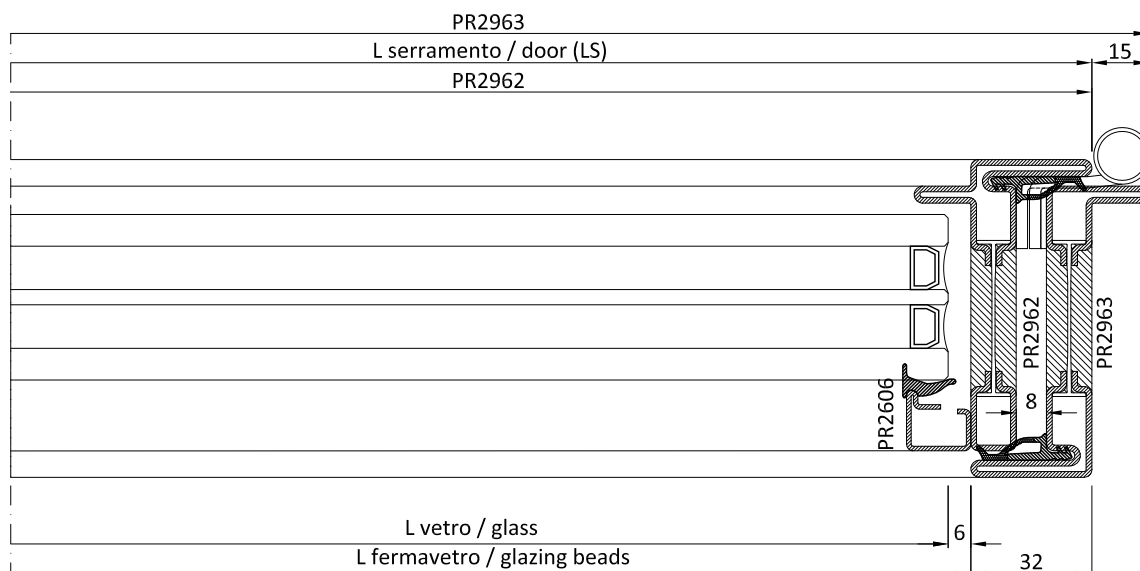 PR2963
L serramento / door (LS)
15
PR2962
PR2962
PR2963
PR2606
8
L vetro / glass
6
L fermavetro / glazing beads
32